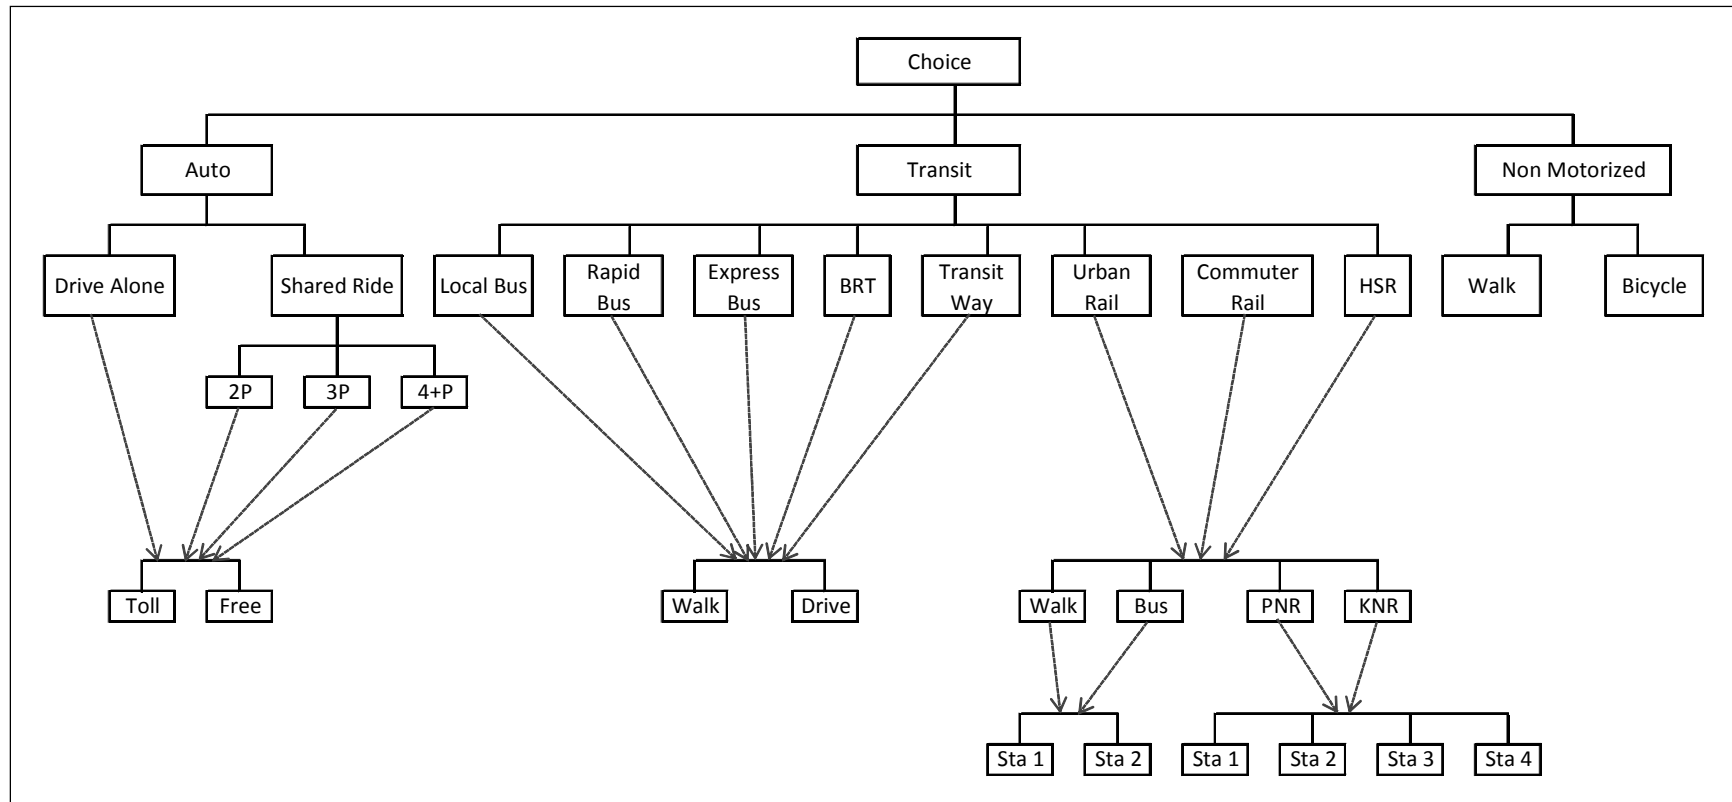 Choice
Auto
Transit
Non Motorized
Drive Alone
Shared Ride
Local Bus
Rapid
Bus
Express
Bus
BRT
Transit
Way
Urban
Rail
Commuter
Rail
HSR
Walk
Bicycle
2P
3P
4+P
Toll
Free
Walk
Drive
Walk
Bus
PNR
KNR
Sta 1
Sta 2
Sta 1
Sta 2
Sta 3
Sta 4